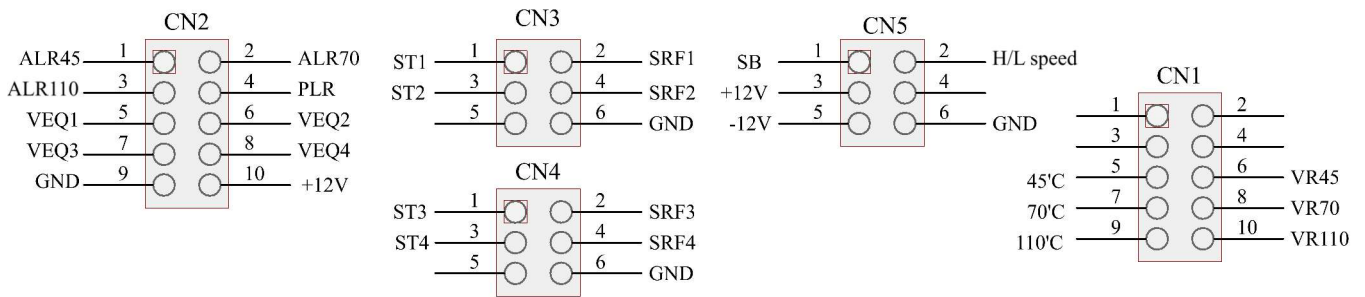 CN2
ALR45 1 2 ALR70
ALR110 3 4 PLR
VEQ1 5 6 VEQ2
VEQ3 7 8 VEQ4
GND 9 10 +12V
CN3
ST1 1 2 SRF1
ST2 3 4 SRF2
5 6 GND
CN4
ST3 1 2 SRF3
ST4 3 4 SRF4
5 6 GND
CN5
SB 1 2 H/L speed
+12V 3 4
-12V 5 6 GND
CN1
1 2
3 4
45'C 5 6 VR45
70'C 7 8 VR70
110'C 9 10 VR110